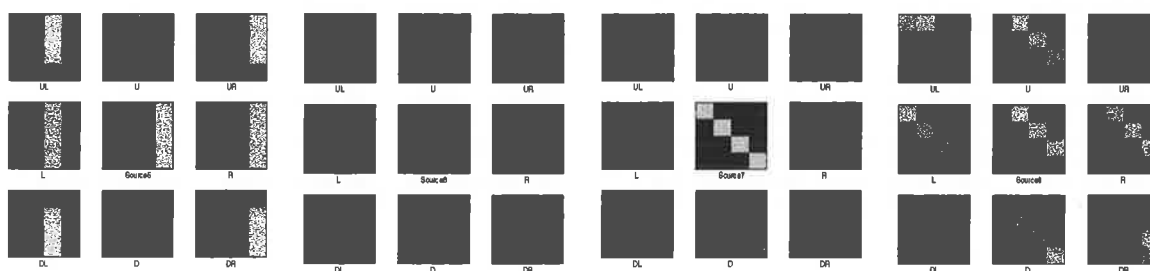 UL U UR UL U UR UL U UR UL U UR
L Source5 R L Source6 R L Source7 R L Source8 R
DL D DR DL D DR DL D DR DL D DR